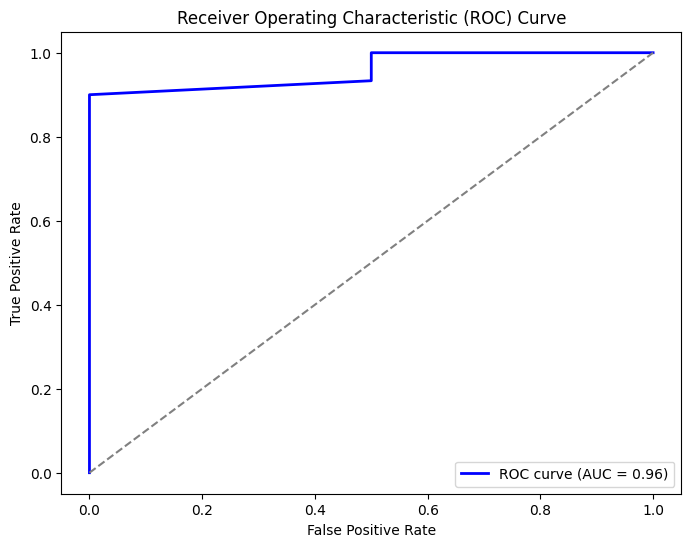 Receiver Operating Characteristic (ROC) Curve
1.0
0.8
0.6
0.4
0.2
0.0
True Positive Rate
ROC curve (AUC = 0.96)
0.0 0.2 0.4 0.6 0.8 1.0
False Positive Rate